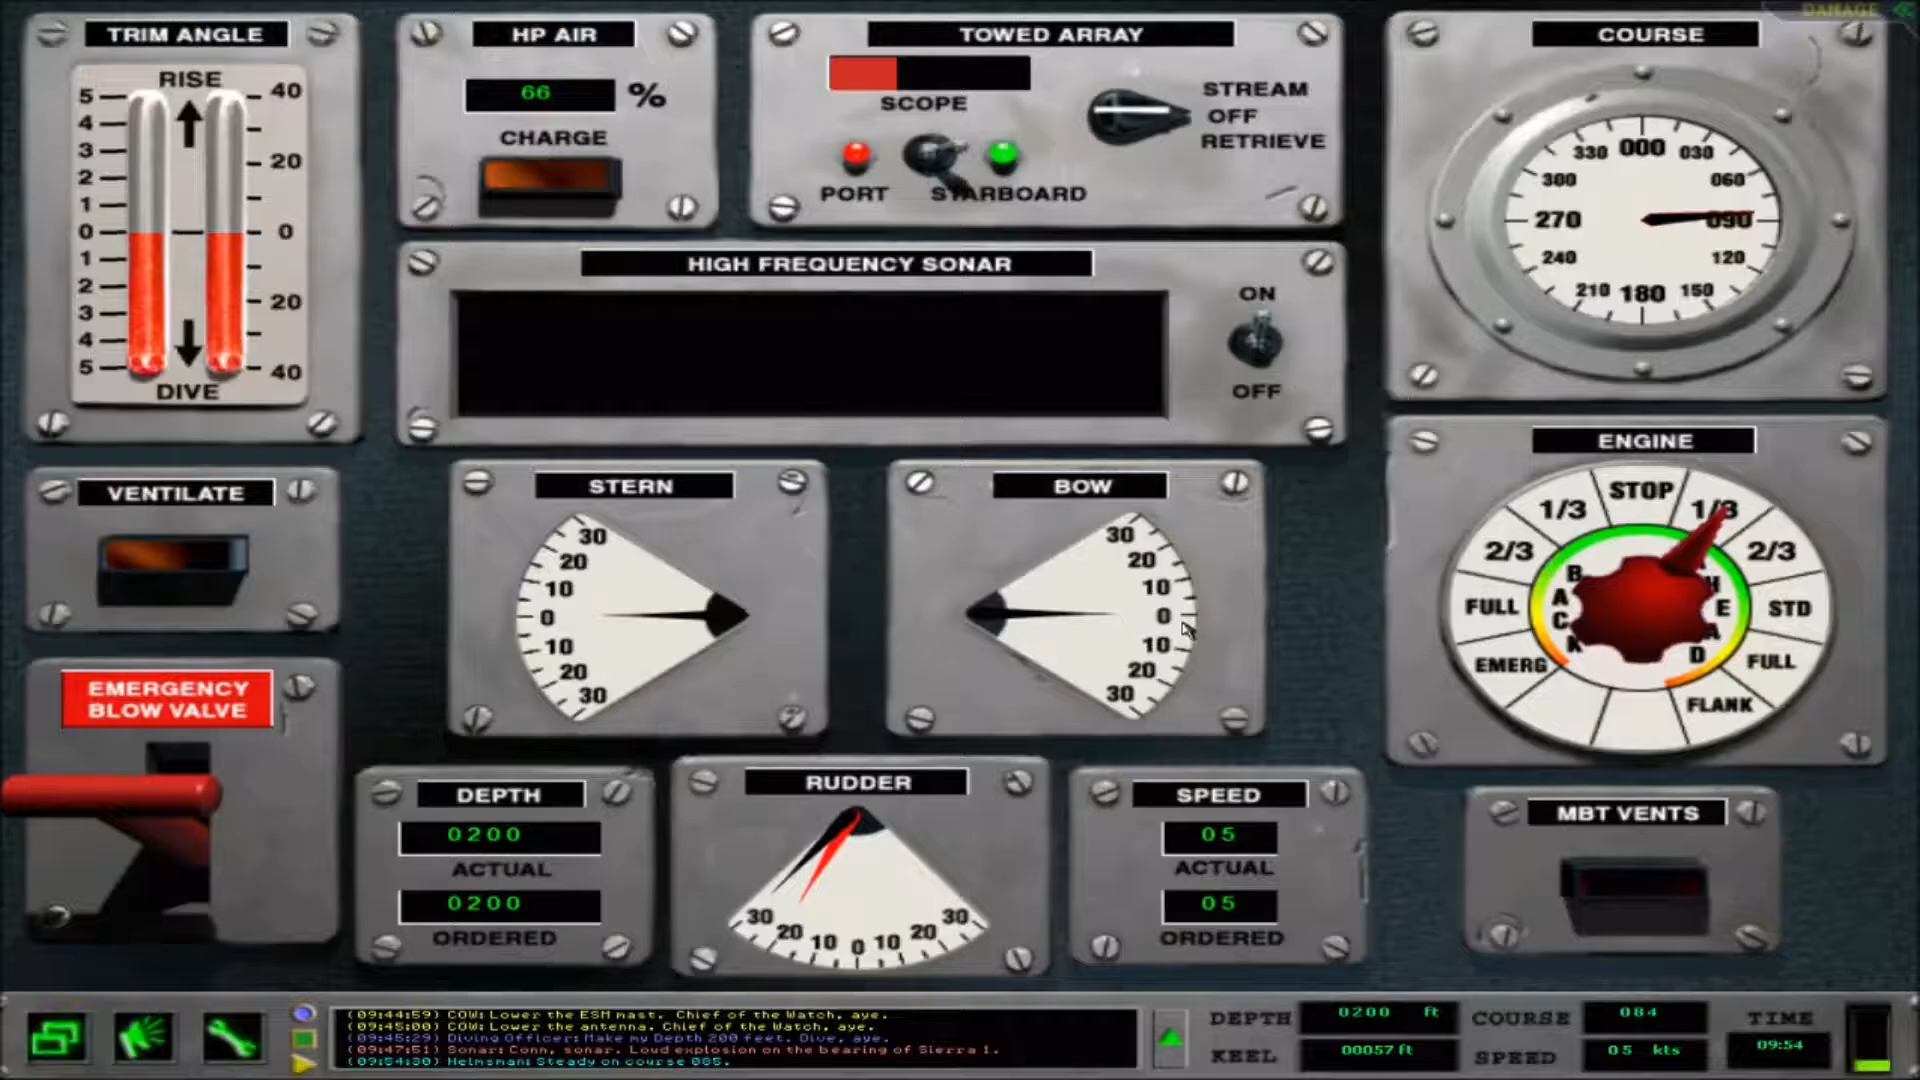 DAMAGE
TRIM ANGLE
RISE
5 40
4
3 20
2
1
0 0
1
2 20
3
4
5 40
DIVE
HP AIR
66 %
CHARGE
TOWED ARRAY
SCOPE
STREAM
OFF
RETRIEVE
PORT STARBOARD
COURSE
000
330 030
300 060
270 090
240 120
210 150
180
HIGH FREQUENCY SONAR
ON
OFF
VENTILATE
STERN
30
20
10
0
10
20
30
BOW
30
20
10
0
10
20
30
ENGINE
STOP
1/3 1/3
2/3 2/3
FULL STD
EMERG FULL
FLANK
BACK
AHEAD
EMERGENCY
BLOW VALVE
DEPTH
0200
ACTUAL
0200
ORDERED
RUDDER
30 20 10 0 10 20 30
SPEED
05
ACTUAL
05
ORDERED
MBT VENTS
(09:44:59) COW: Lower the ESM mast. Chief of the Watch, aye.
(09:45:00) COW: Lower the antenna. Chief of the Watch, aye.
(09:45:29) Diving Officer: Make my Depth 200 feet. Dive, aye.
(09:47:51) Sonar: Conn, sonar. Loud explosion on the bearing of Sierra 1.
(09:54:30) Helmsman: Steady on course 085.
DEPTH 0200 ft COURSE 084 TIME
KEEL 00057 ft SPEED 05 kts 09:54